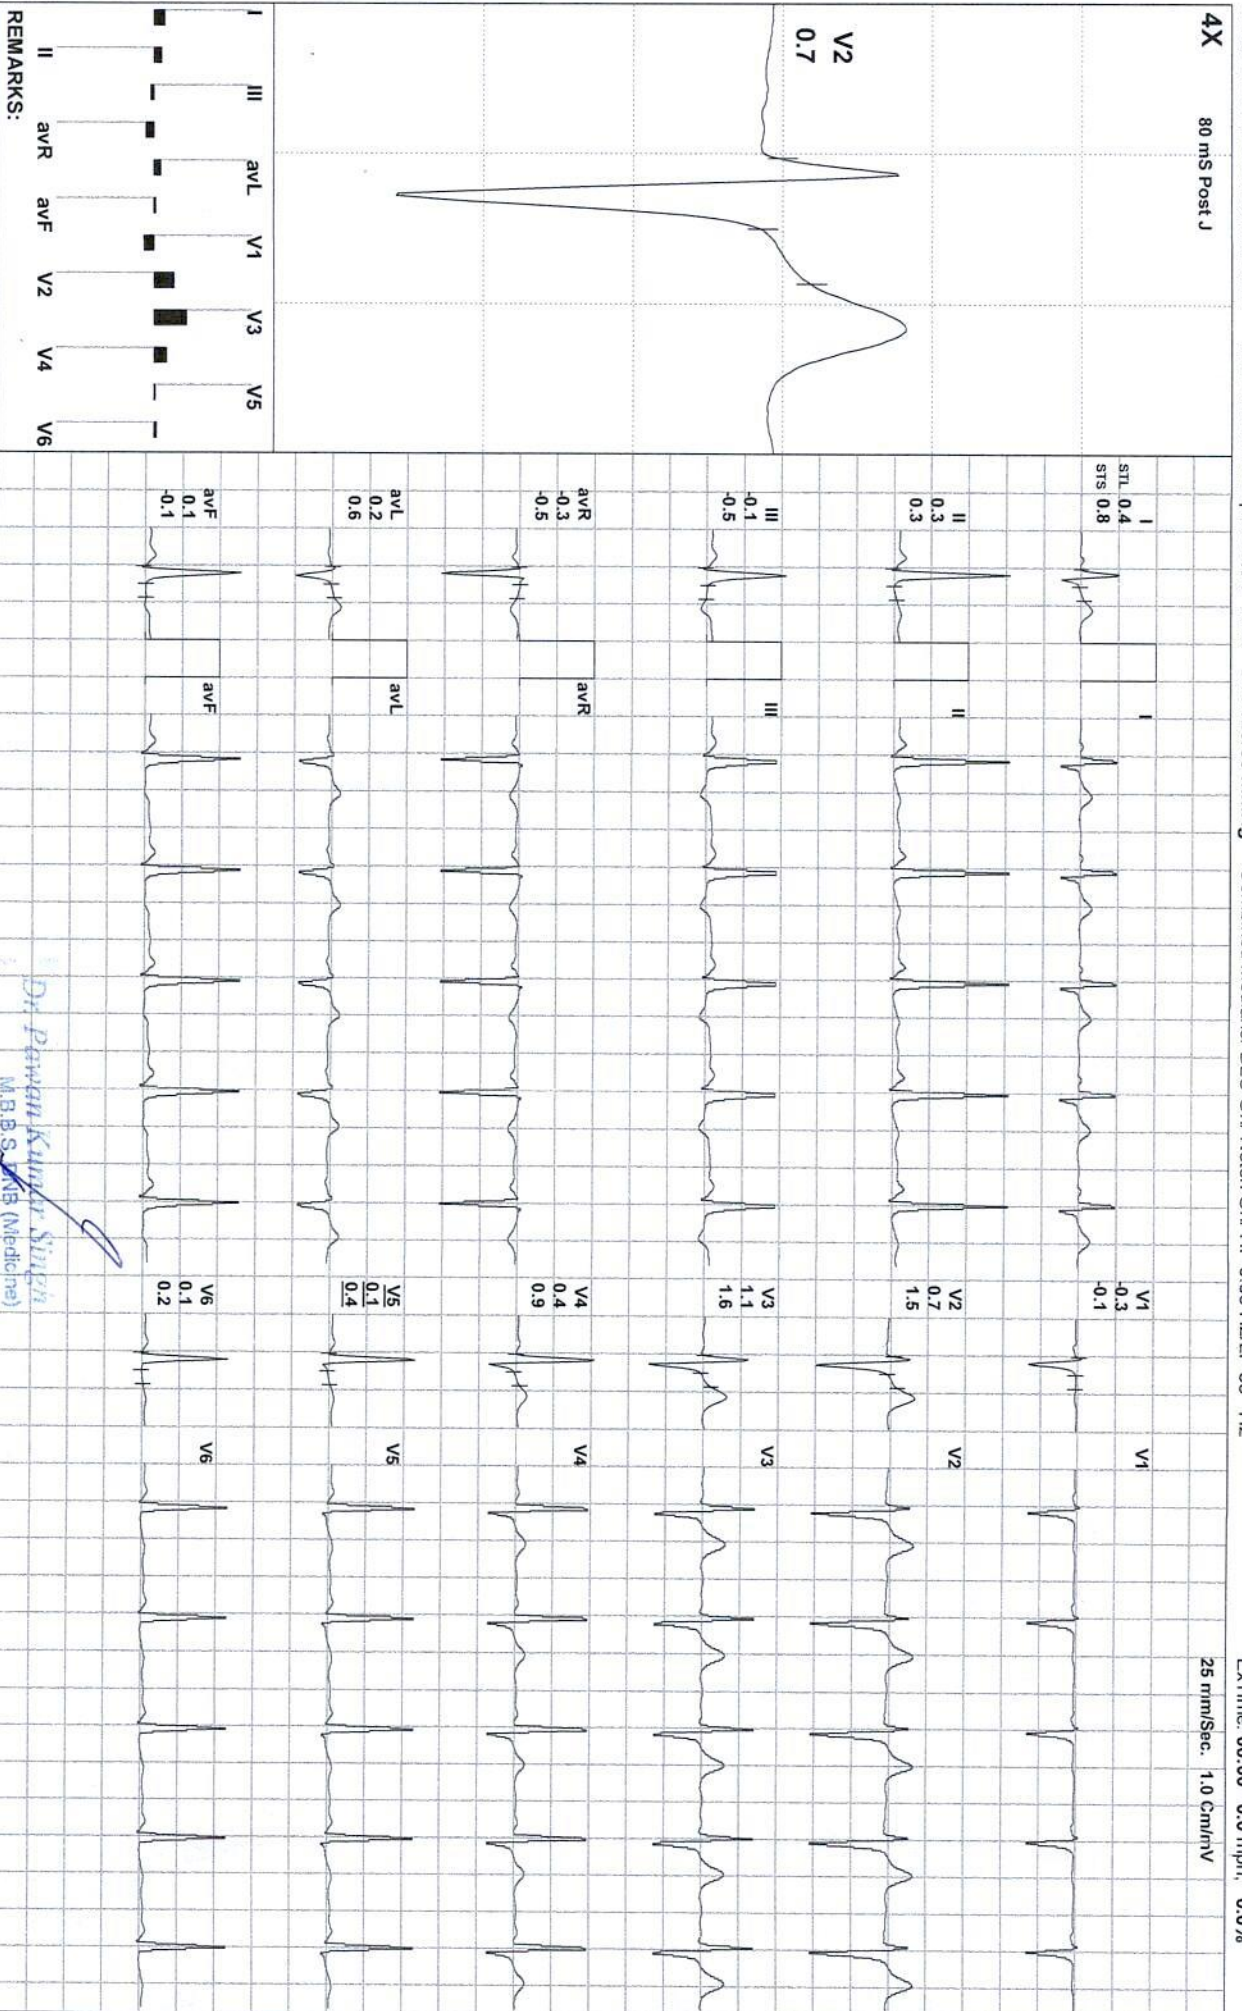 4X
80 mS Post J
V2
0.7
25 mm/Sec. 1.0 Cm/mV
I
STL 0.4
STS 0.8
I
II
0.3
0.3
II
III
-0.1
-0.5
III
avR
-0.3
-0.5
avR
avL
0.2
0.6
avL
avF
0.1
-0.1
avF
V1
-0.3
-0.1
V1
V2
0.7
1.5
V2
V3
1.1
1.6
V3
V4
0.4
0.9
V4
V5
0.1
0.4
V5
V6
0.1
0.2
V6
I III avL V1 V3 V5
II avR avF V2 V4 V6
REMARKS:
Dr. Pawan Kumar Singh
M.B.B.S. DNB (Medicine)